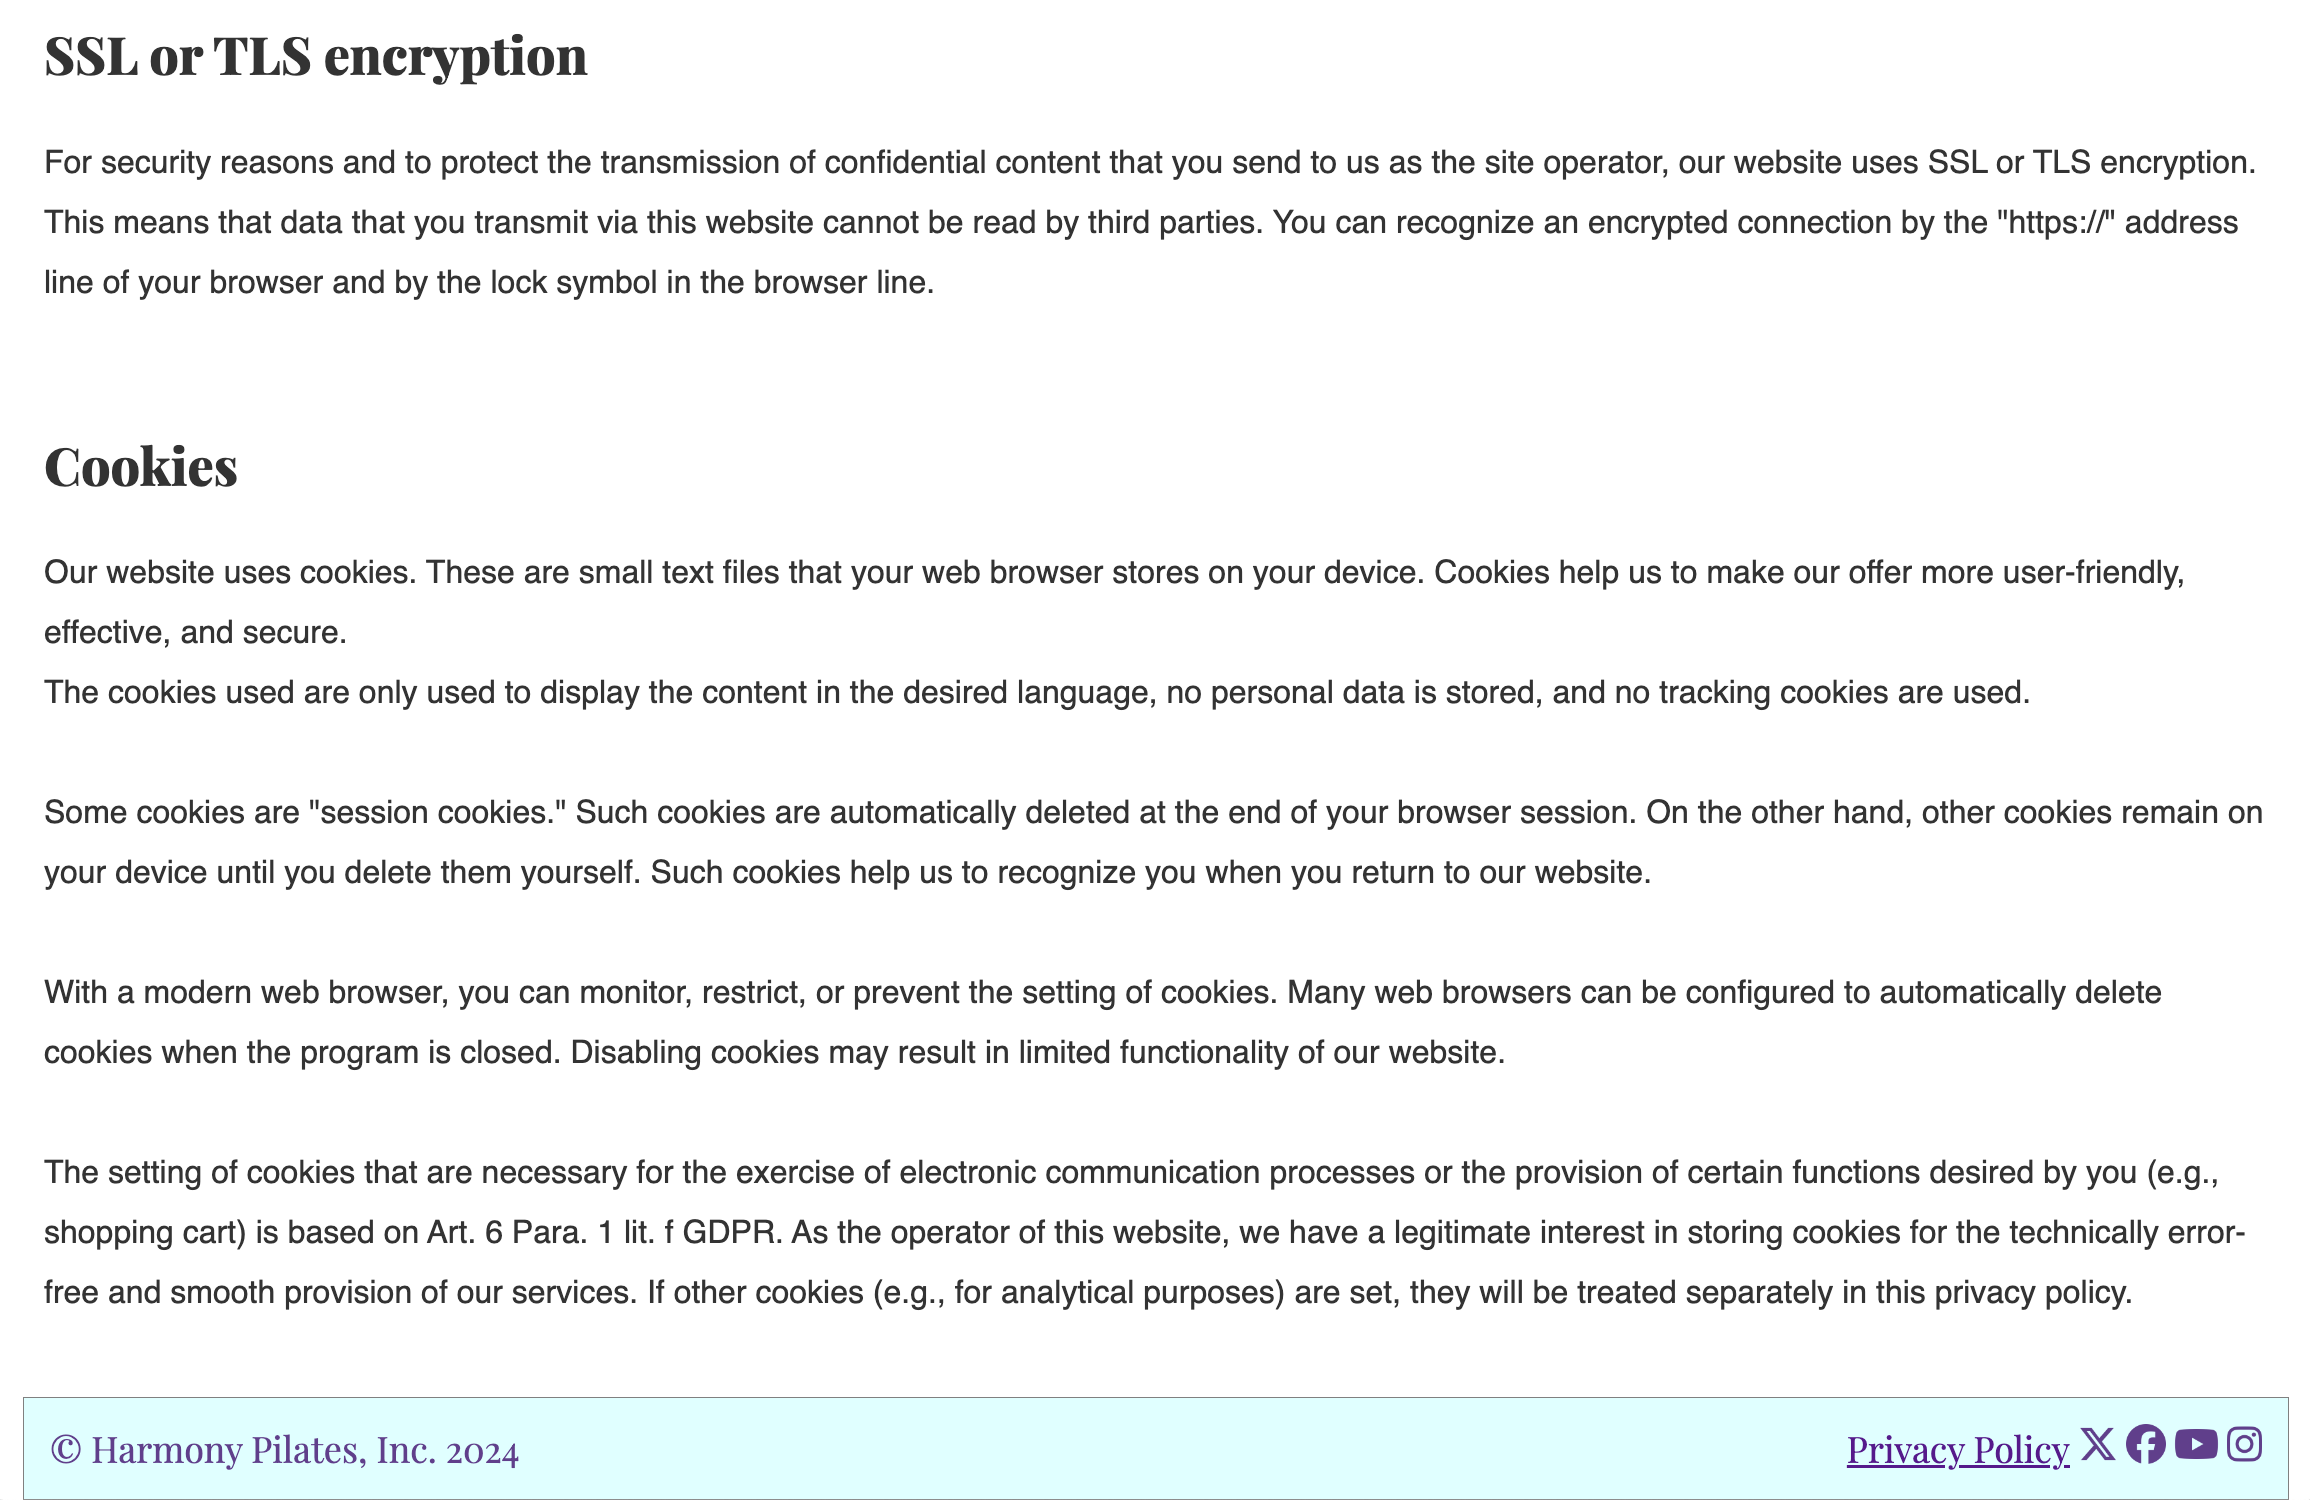 SSL or TLS encryption
For security reasons and to protect the transmission of confidential content that you send to us as the site operator, our website uses SSL or TLS encryption.
This means that data that you transmit via this website cannot be read by third parties. You can recognize an encrypted connection by the "https://" address
line of your browser and by the lock symbol in the browser line.
Cookies
Our website uses cookies. These are small text files that your web browser stores on your device. Cookies help us to make our offer more user-friendly,
effective, and secure.
The cookies used are only used to display the content in the desired language, no personal data is stored, and no tracking cookies are used.
Some cookies are "session cookies." Such cookies are automatically deleted at the end of your browser session. On the other hand, other cookies remain on
your device until you delete them yourself. Such cookies help us to recognize you when you return to our website.
With a modern web browser, you can monitor, restrict, or prevent the setting of cookies. Many web browsers can be configured to automatically delete
cookies when the program is closed. Disabling cookies may result in limited functionality of our website.
The setting of cookies that are necessary for the exercise of electronic communication processes or the provision of certain functions desired by you (e.g.,
shopping cart) is based on Art. 6 Para. 1 lit. f GDPR. As the operator of this website, we have a legitimate interest in storing cookies for the technically error-
free and smooth provision of our services. If other cookies (e.g., for analytical purposes) are set, they will be treated separately in this privacy policy.
© Harmony Pilates, Inc. 2024 Privacy Policy